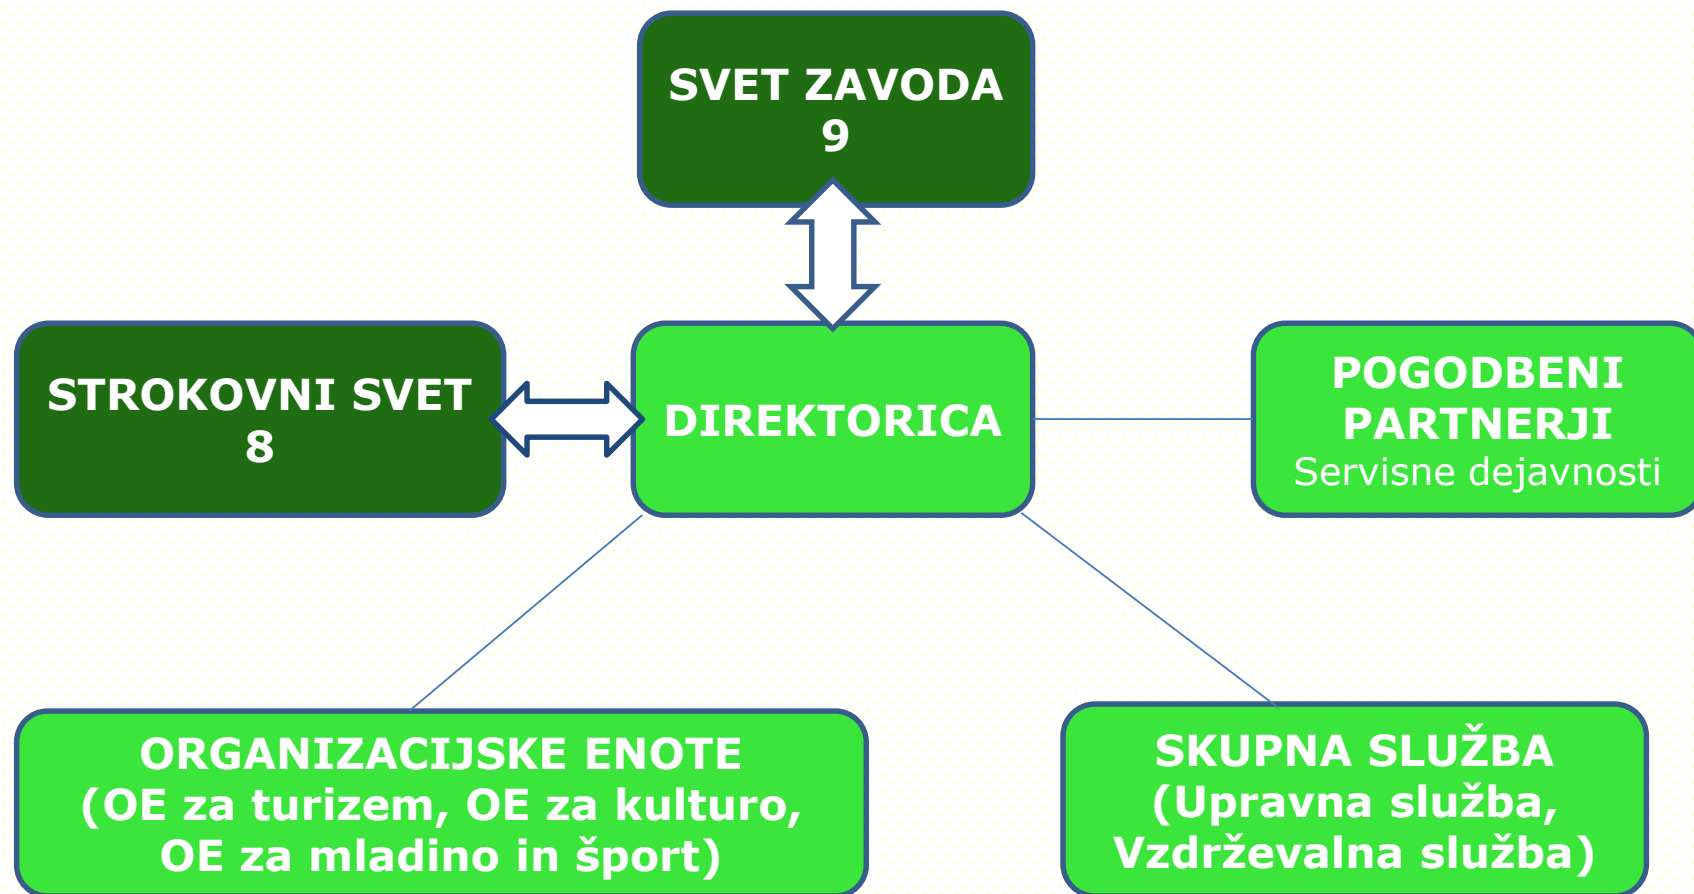 SVET ZAVODA
9
STROKOVNI SVET
8
DIREKTORICA
POGODBENI
PARTNERJI
Servisne dejavnosti
ORGANIZACIJSKE ENOTE
(OE za turizem, OE za kulturo,
OE za mladino in šport)
SKUPNA SLUŽBA
(Upravna služba,
Vzdrževalna služba)